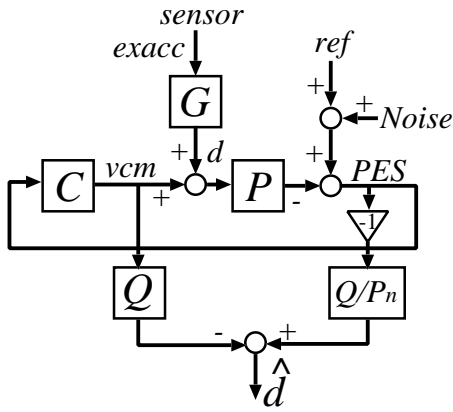 sensor
exacc
ref
G
+
+
Noise
+
d
+
PES
C
vcm
+
P
-
-1
Q
Q/Pn
-
+
d̂